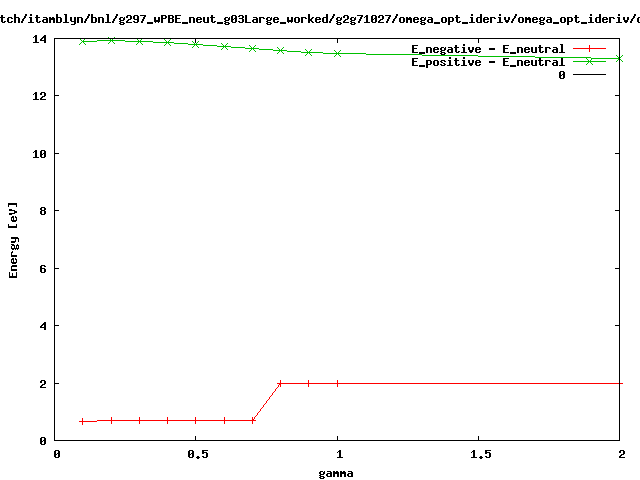 tch/itamblyn/bnl/g297_wPBE_neut_g03Large_worked/g2g71027/omega_opt_ideriv/omega_opt_ideriv/
E_negative - E_neutral
E_positive - E_neutral
0
14
12
10
8
6
4
2
0
Energy [eV]
0 0.5 1 1.5 2
gamma